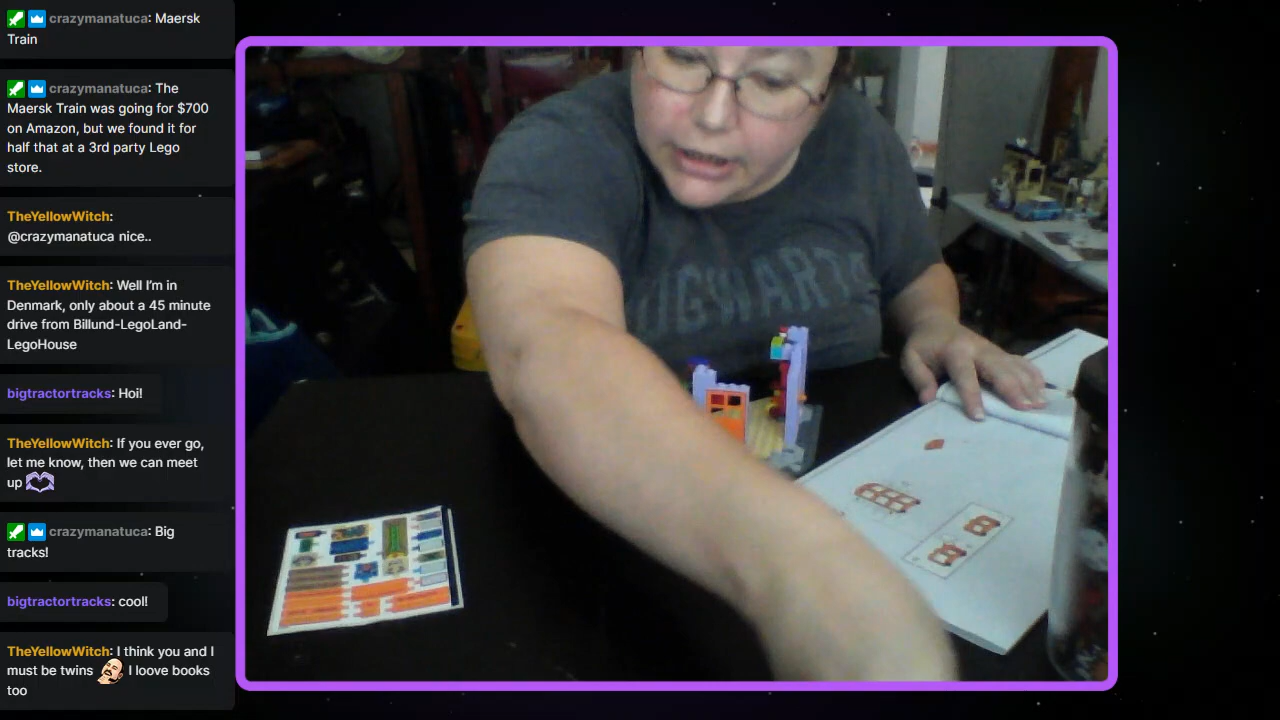 crazymanatuca: Maersk
Train
crazymanatuca: The
Maersk Train was going for $700
on Amazon, but we found it for
half that at a 3rd party Lego
store.
TheYellowWitch:
@crazymanatuca nice..
TheYellowWitch: Well I'm in
Denmark, only about a 45 minute
drive from Billund-LegoLand-
LegoHouse
bigtractortracks: Hoi!
TheYellowWitch: If you ever go,
let me know, then we can meet
up
crazymanatuca: Big
tracks!
bigtractortracks: cool!
TheYellowWitch: I think you and I
must be twins I loove books
too